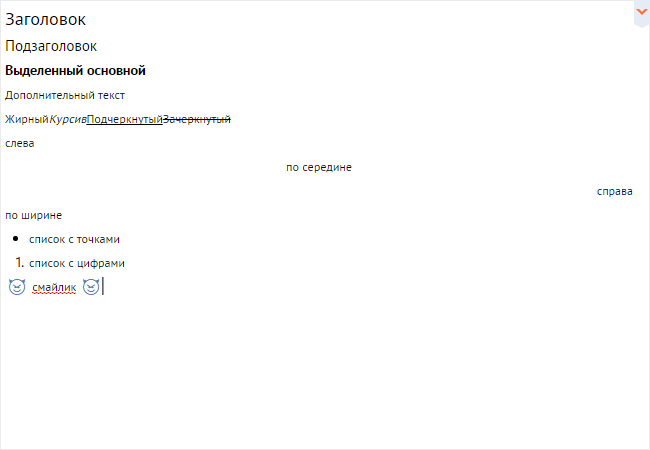 Заголовок
Подзаголовок
Выделенный основной
Дополнительный текст
ЖирныйКурсивПодчеркнутыйЗачеркнутый
слева
по середине
справа
по ширине
• список с точками
1. список с цифрами
смайлик